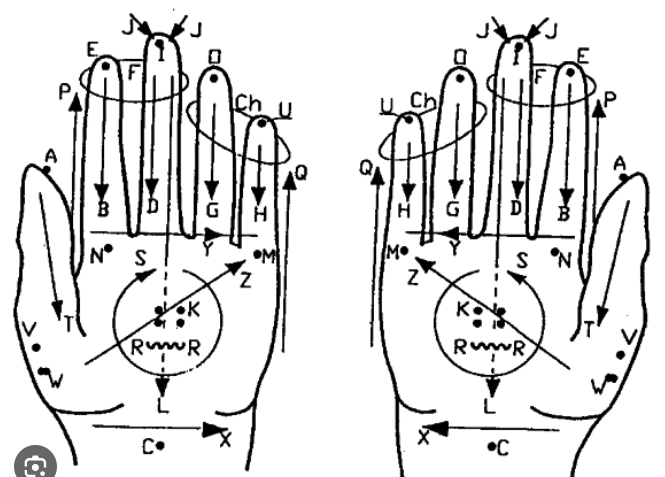 J J J J
E I O I E
F F
P Ch U U Ch P
A Q Q A
B D G H H G D B
N S Y M M Y S N
Z Z
K K
T R R R R T
V V
W W
L L
X X
C C